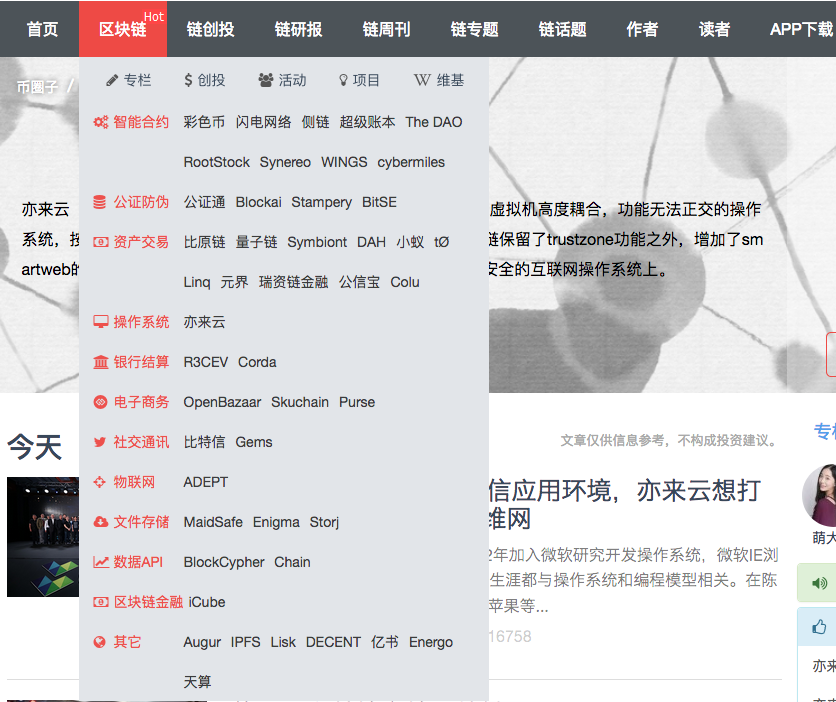 首页 区块链 Hot 链创投 链研报 链周刊 链专题 链话题 作者 读者 APP下载
专栏 创投 活动 项目 维基
币圈子 /
智能合约 彩色币 闪电网络 侧链 超级账本 The DAO
RootStock Synereo WINGS cybermiles
公证防伪 公证通 Blockai Stampery BitSE
资产交易 比原链 量子链 Symbiont DAH 小蚁 tØ
Linq 元界 瑞资链金融 公信宝 Colu
操作系统 亦来云
银行结算 R3CEV Corda
电子商务 OpenBazaar Skuchain Purse
社交通讯 比特信 Gems
物联网 ADEPT
文件存储 MaidSafe Enigma Storj
数据API BlockCypher Chain
区块链金融 iCube
其它 Augur IPFS Lisk DECENT 亿书 Energo
天算
亦来云 虚拟机高度耦合，功能无法正交的操作
系统，按 链保留了trustzone功能之外，增加了sm
artweb的 安全的互联网操作系统上。
今天
文章仅供信息参考，不构成投资建议。
信应用环境，亦来云想打
维网
2年加入微软研究开发操作系统，微软IE浏
生涯都与操作系统和编程模型相关。在陈
苹果等...
16758
专栏
萌大
亦来